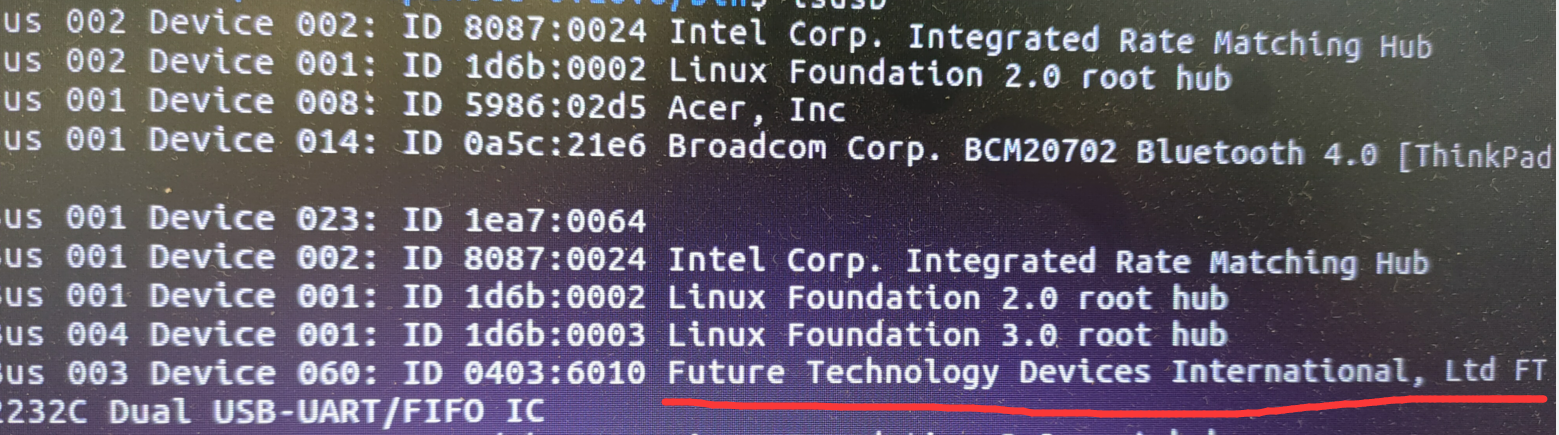 us 002 Device 002: ID 8087:0024 Intel Corp. Integrated Rate Matching Hub
us 002 Device 001: ID 1d6b:0002 Linux Foundation 2.0 root hub
us 001 Device 008: ID 5986:02d5 Acer, Inc
us 001 Device 014: ID 0a5c:21e6 Broadcom Corp. BCM20702 Bluetooth 4.0 [ThinkPad
us 001 Device 023: ID 1ea7:0064
us 001 Device 002: ID 8087:0024 Intel Corp. Integrated Rate Matching Hub
us 001 Device 001: ID 1d6b:0002 Linux Foundation 2.0 root hub
us 004 Device 001: ID 1d6b:0003 Linux Foundation 3.0 root hub
us 003 Device 060: ID 0403:6010 Future Technology Devices International, Ltd FT
2232C Dual USB-UART/FIFO IC